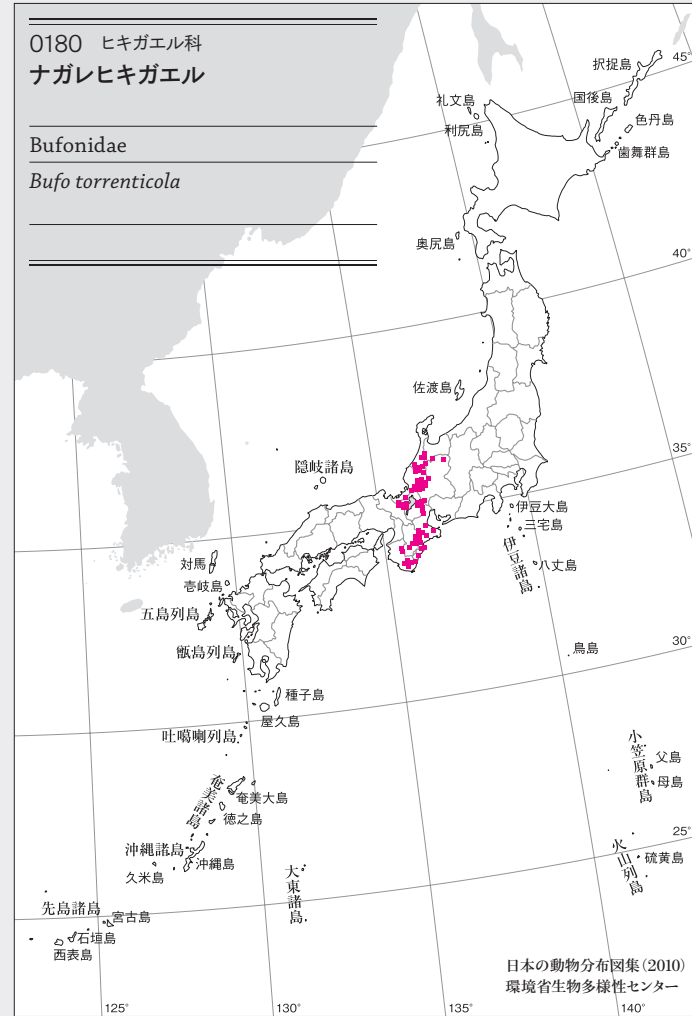 0180 ヒキガエル科
ナガレヒキガエル
Bufonidae
Bufo torrenticola
択捉島
45°
礼文島
国後島
利尻島
色丹島
歯舞群島
奥尻島
40°
佐渡島
35°
隠岐諸島
伊豆大島
三宅島
伊豆諸島
八丈島
対馬
壱岐島
五島列島
甑島列島
鳥島
30°
種子島
屋久島
吐噶喇列島
小笠原群島
父島
母島
奄美諸島
奄美大島
徳之島
25°
沖縄諸島
沖縄島
久米島
火山列島
硫黄島
大東諸島
先島諸島
宮古島
石垣島
西表島
日本の動物分布図集(2010)
環境省生物多様性センター
125°
130°
135°
140°